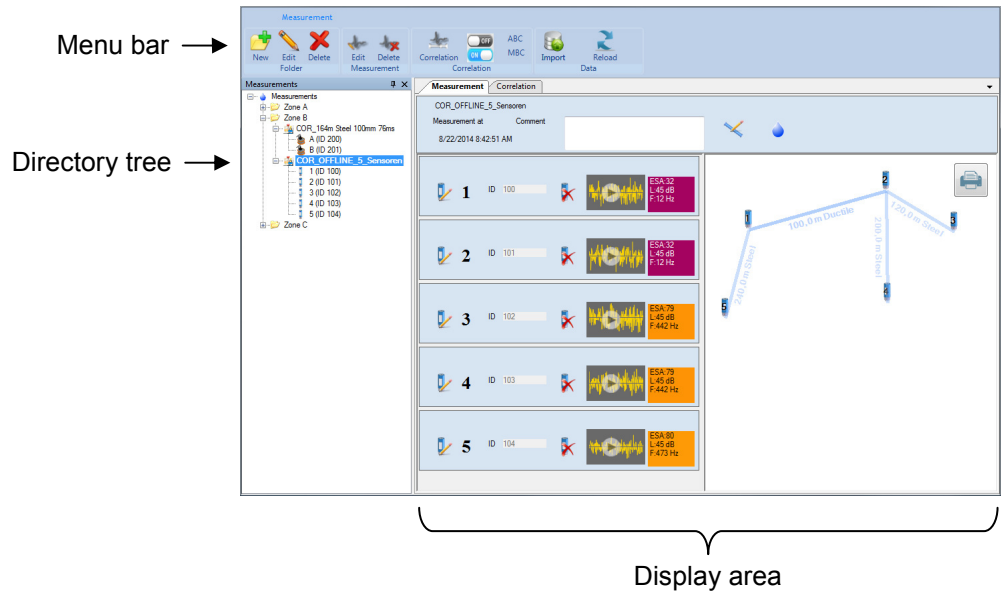 Measurement
Menu bar
OFF
ABC
ON
MBC
New Edit Delete Edit Delete Correlation Import Reload
Folder Measurement Correlation Data
Measurements
Measurement Correlation
Measurements
Zone A
Zone B
COR_164m Steel 100mm 76ms
A (ID 200)
B (ID 201)
COR_OFFLINE_5_Sensoren
1 (ID 100)
2 (ID 101)
3 (ID 102)
4 (ID 103)
5 (ID 104)
Zone C
Directory tree
COR_OFFLINE_5_Sensoren
Measurement at Comment
8/22/2014 8:42:51 AM
1 ID 100
ESA:32
L:45 dB
F:12 Hz
2 ID 101
ESA:32
L:45 dB
F:12 Hz
3 ID 102
ESA:79
L:45 dB
F:442 Hz
4 ID 103
ESA:79
L:45 dB
F:442 Hz
5 ID 104
ESA:80
L:45 dB
F:473 Hz
2
1
3
4
5
100,0 m Ductile
120,0 m Steel
200,0 m Steel
240,0 m Steel
Display area